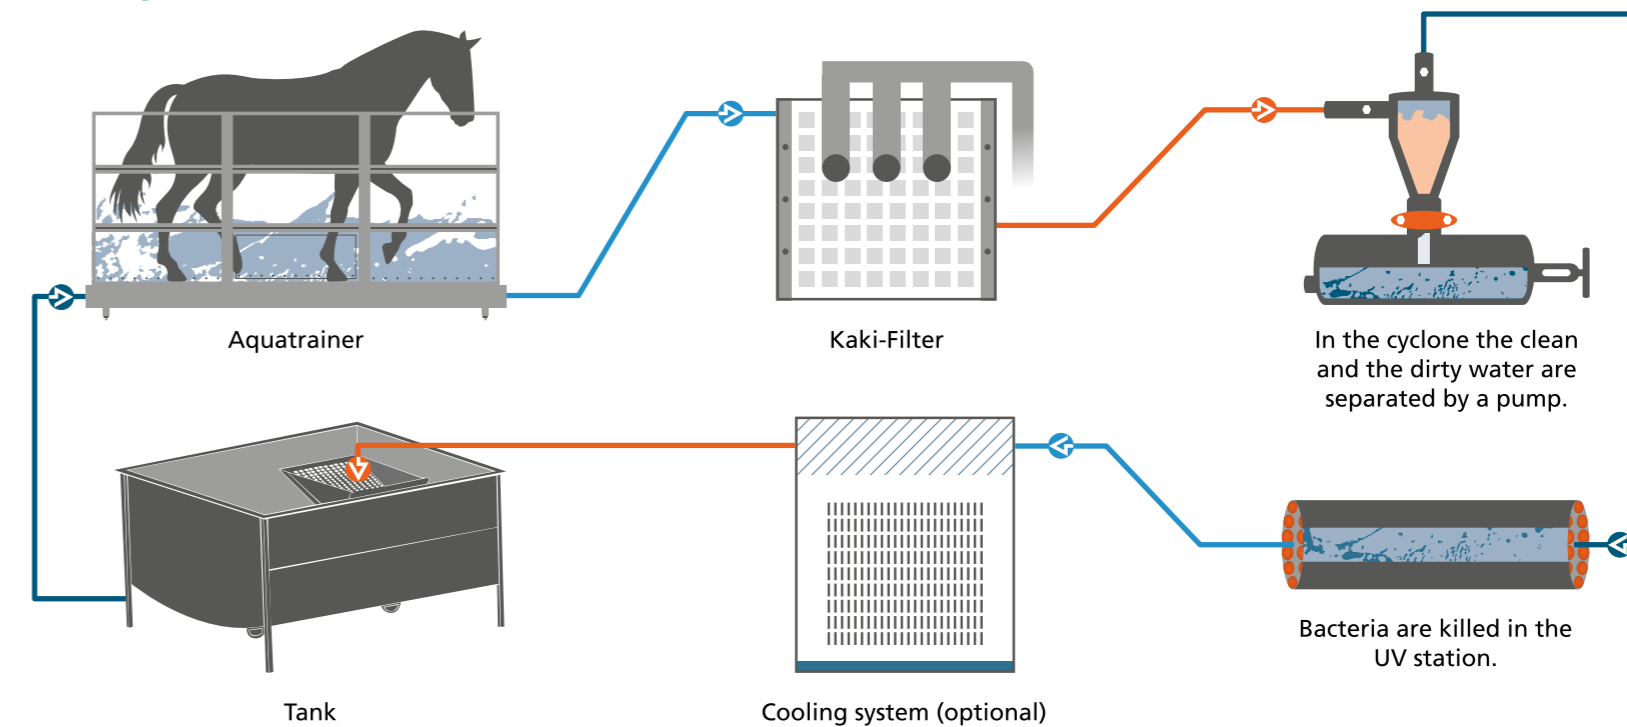 Aquatrainer
Kaki-Filter
In the cyclone the clean
and the dirty water are
separated by a pump.
Tank
Cooling system (optional)
Bacteria are killed in the
UV station.